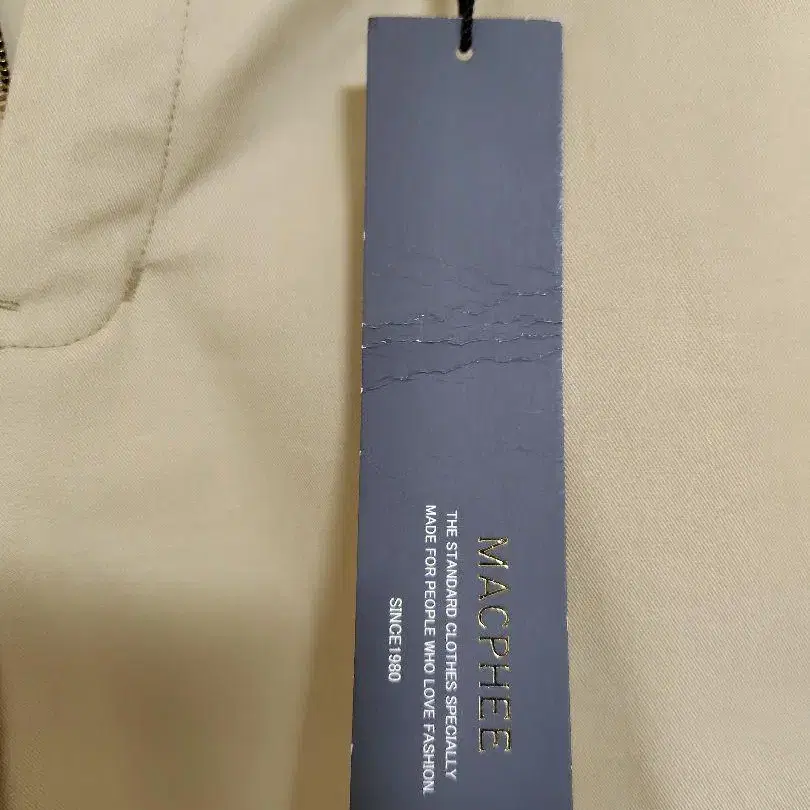 MACPHEE
THE STANDARD CLOTHES SPECIALLY
MADE FOR PEOPLE WHO LOVE FASHION.
SINCE1980